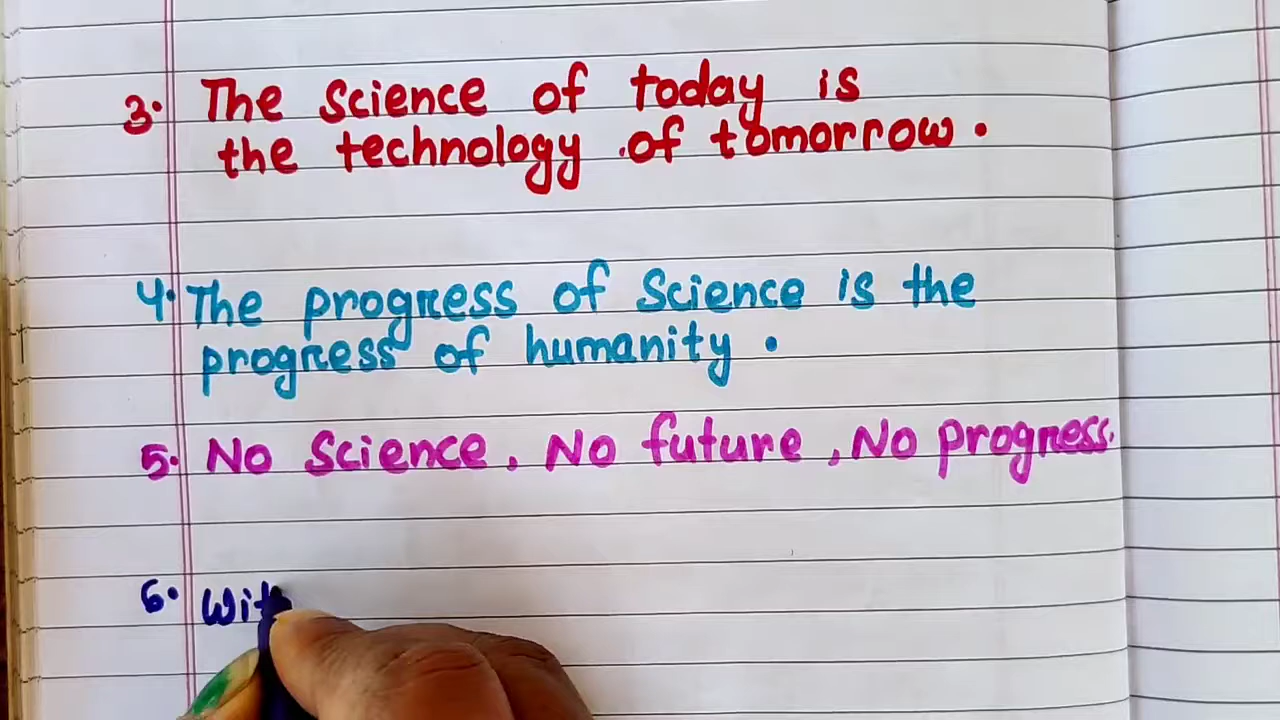 3. The Science of today is
the technology of tomorrow.
4. The progress of Science is the
progress of humanity.
5. No Science, No future, No progress.
6. Wit